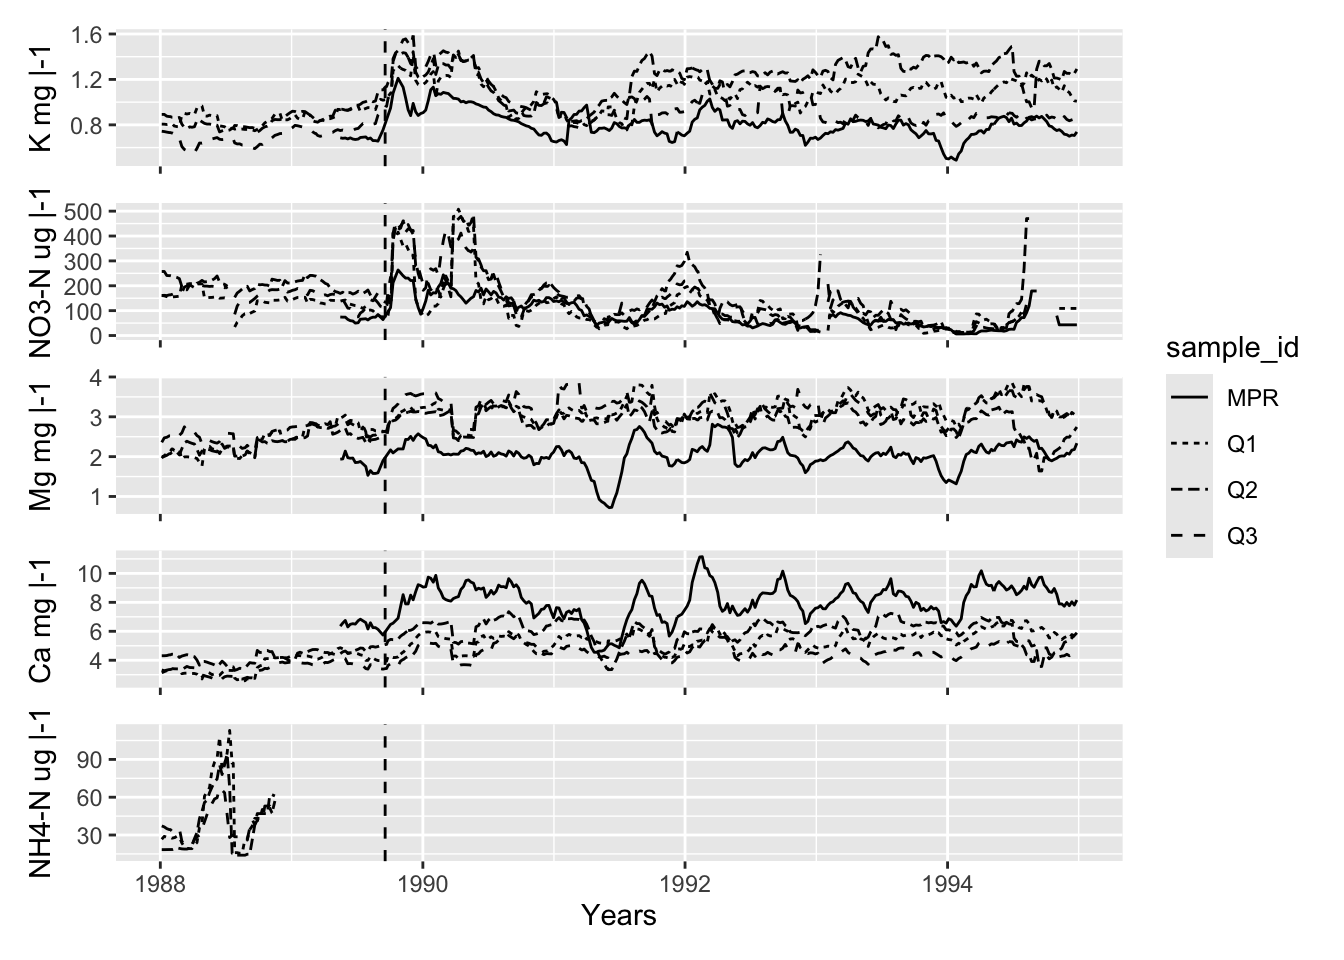 K mg |-1
1.6
1.2
0.8
NO3-N ug |-1
500
400
300
200
100
0
Mg mg |-1
4
3
2
1
Ca mg |-1
10
8
6
4
NH4-N ug |-1
90
60
30
1988
1990
1992
1994
Years
sample_id
MPR
Q1
Q2
Q3